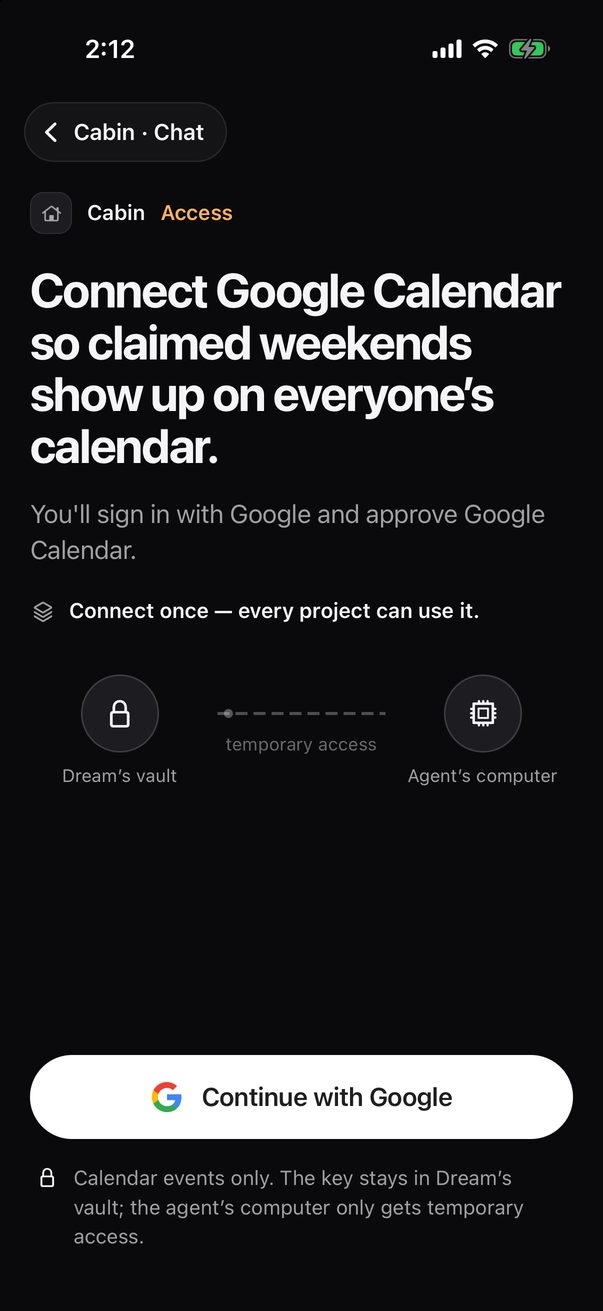 2:12
Cabin · Chat
Cabin Access
Connect Google Calendar
so claimed weekends
show up on everyone’s
calendar.
You'll sign in with Google and approve Google
Calendar.
Connect once — every project can use it.
temporary access
Dream’s vault
Agent’s computer
Continue with Google
Calendar events only. The key stays in Dream’s
vault; the agent’s computer only gets temporary
access.